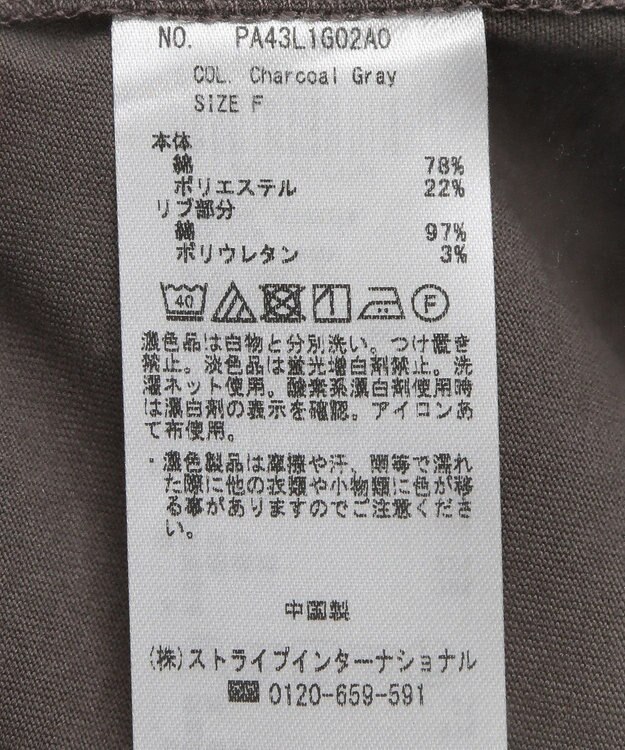 NO. PA43L1G02A0
COL. Charcoal Gray
SIZE F
本体
綿 78%
ポリエステル 22%
リブ部分
綿 97%
ポリウレタン 3%
40 F
濃色品は白物と分別洗い。つけ置き
禁止。淡色品は蛍光増白剤禁止。洗
濯ネット使用。酸素系漂白剤使用時
は漂白剤の表示を確認。アイロンあ
て布使用。
・濃色製品は摩擦や汗、雨等で濡れ
た際に他の衣類や小物類に色が移
る事がありますのでご注意くださ
い。
中国製
(株)ストライプインターナショナル
0120-659-591